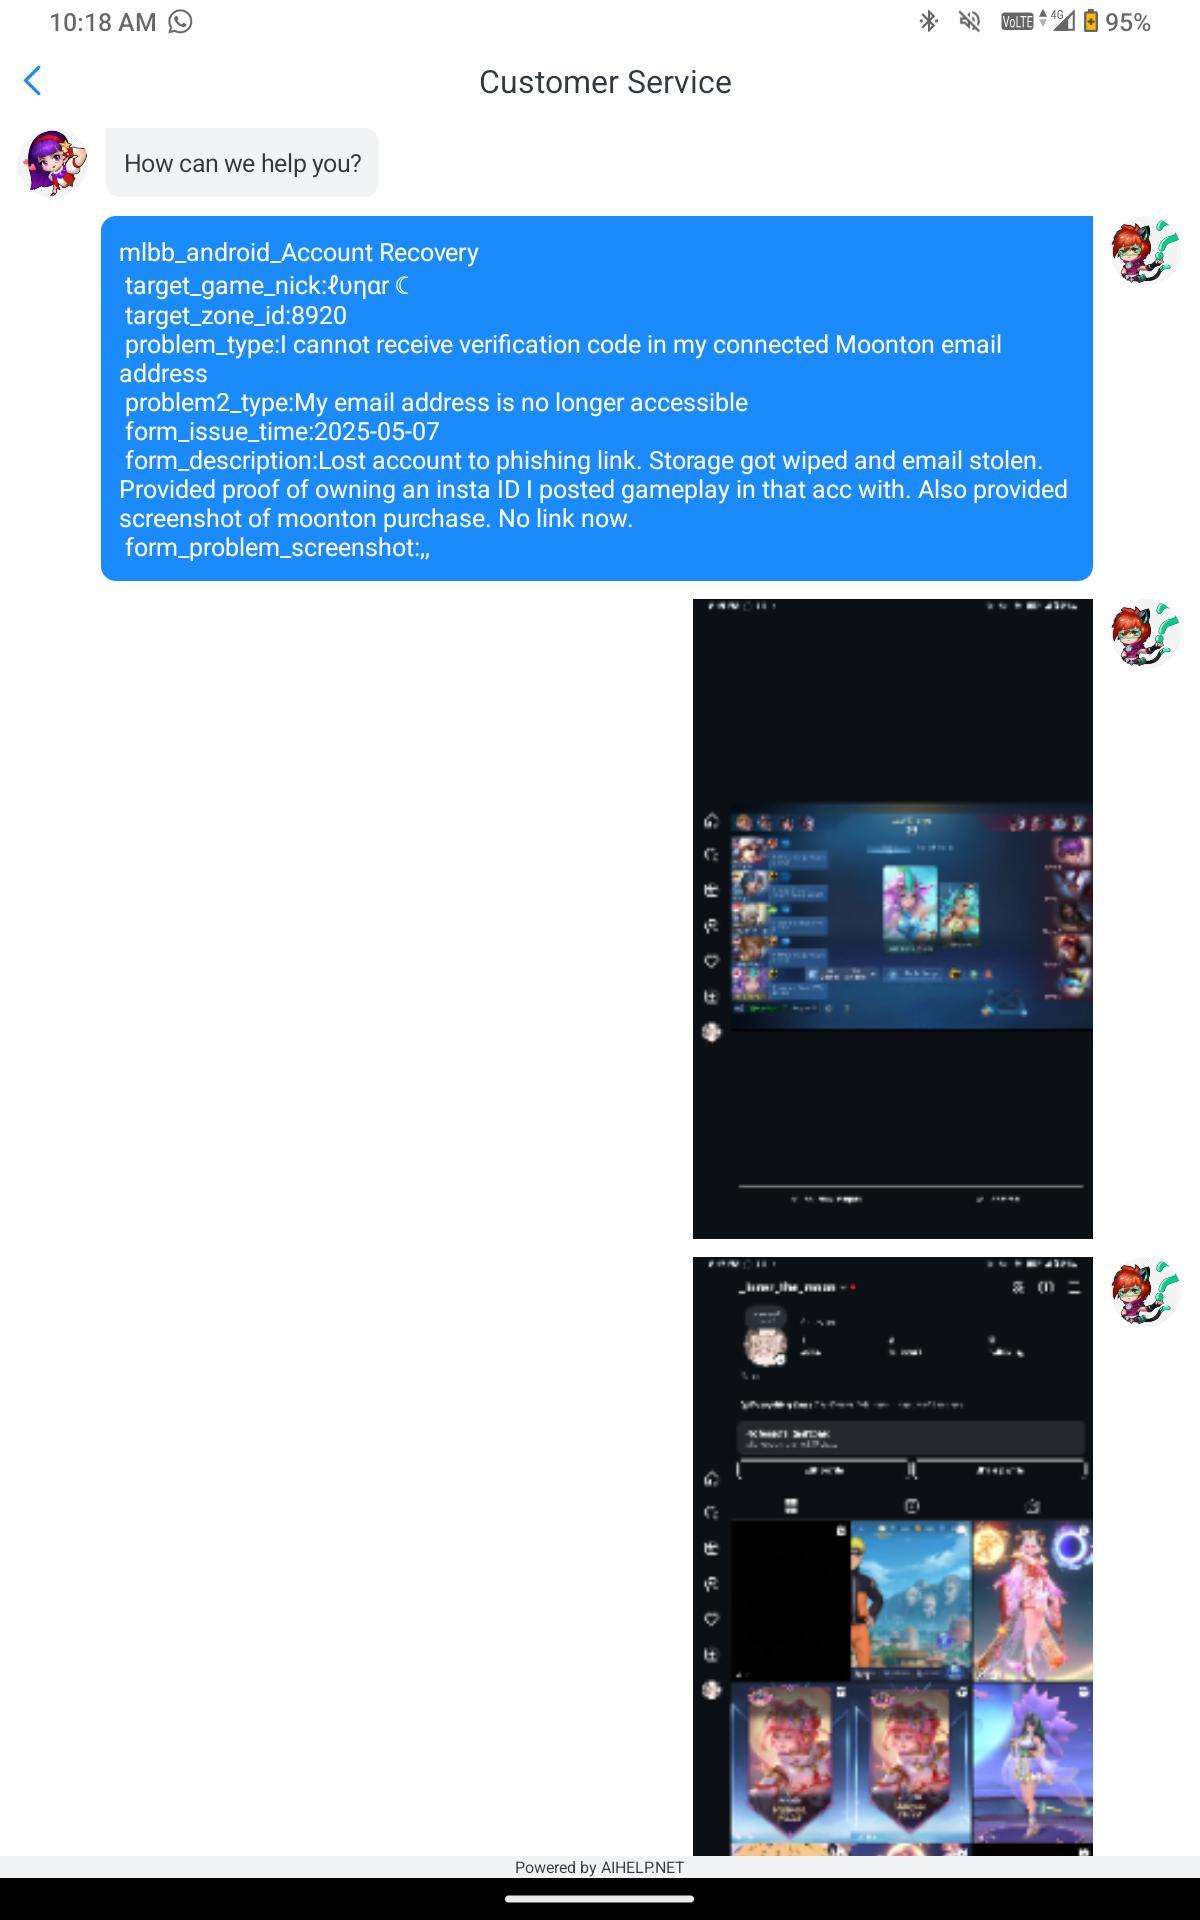 10:18 AM
VoLTE 4G 95%
Customer Service
How can we help you?
mlbb_android_Account Recovery
target_game_nick:ℓυηαr ☾
target_zone_id:8920
problem_type:I cannot receive verification code in my connected Moonton email
address
problem2_type:My email address is no longer accessible
form_issue_time:2025-05-07
form_description:Lost account to phishing link. Storage got wiped and email stolen.
Provided proof of owning an insta ID I posted gameplay in that acc with. Also provided
screenshot of moonton purchase. No link now.
form_problem_screenshot:,,
Powered by AIHELP.NET